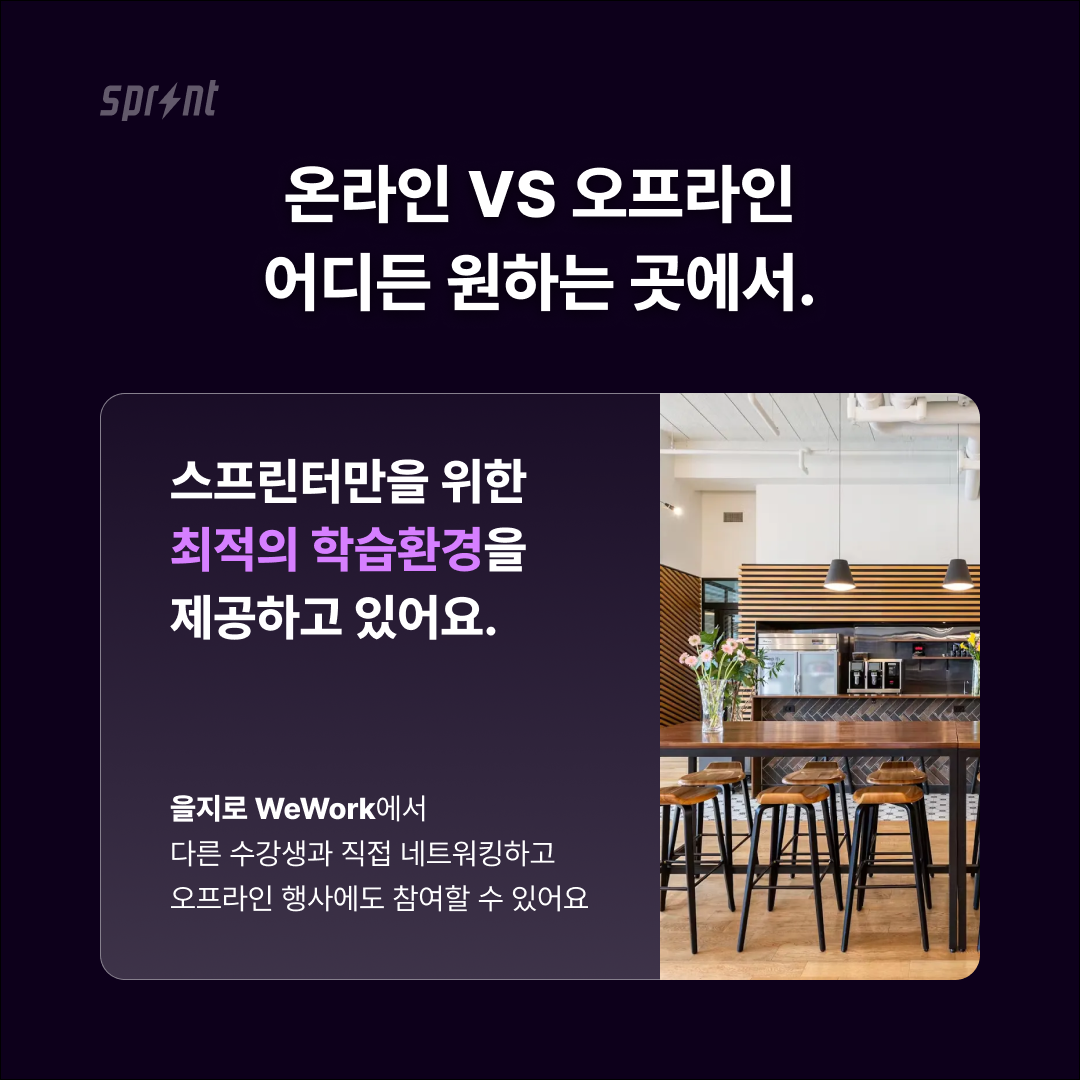 sprint
온라인 VS 오프라인
어디든 원하는 곳에서.
스프린터만을 위한
최적의 학습환경을
제공하고 있어요.
을지로 WeWork에서
다른 수강생과 직접 네트워킹하고
오프라인 행사에도 참여할 수 있어요